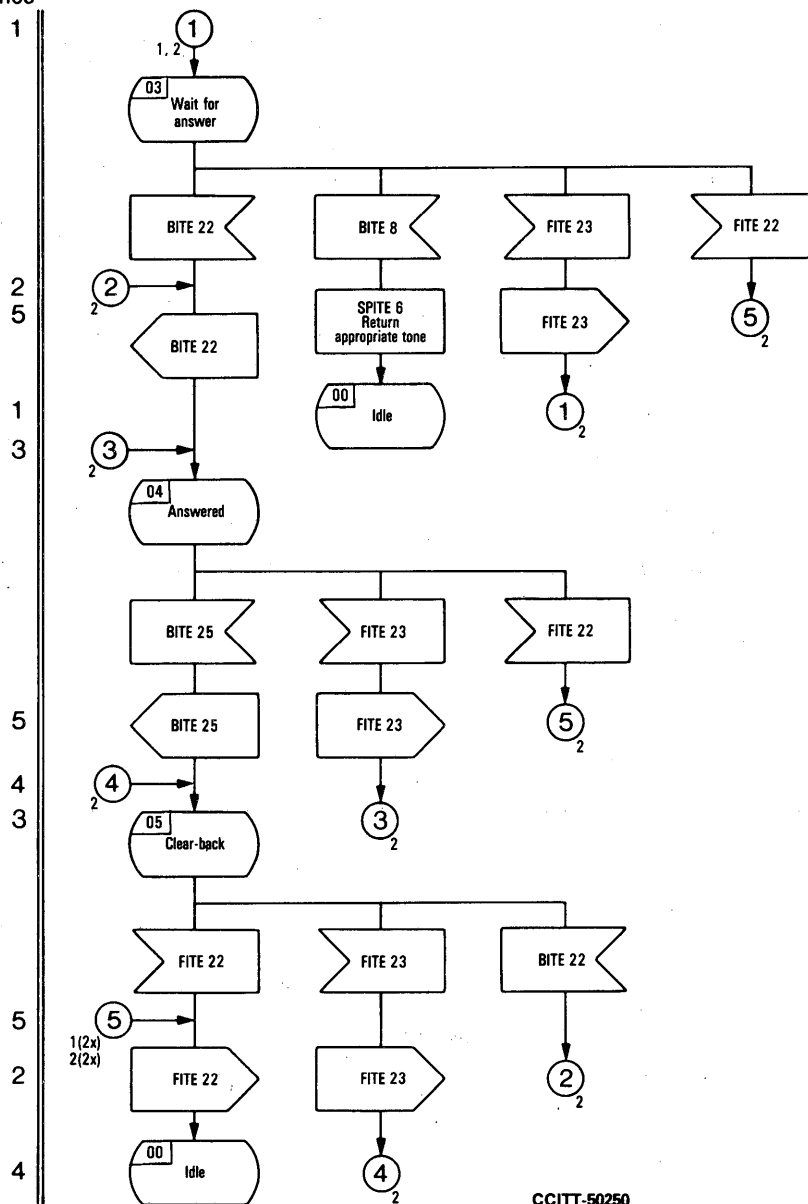 1
1
1, 2
03
Wait for
answer
BITE 22
BITE 8
FITE 23
FITE 22
2
2
2
5
BITE 22
SPITE 6
Return
appropriate tone
FITE 23
5
2
00
Idle
1
1
2
3
3
2
04
Answered
BITE 25
FITE 23
FITE 22
5
BITE 25
FITE 23
5
2
4
4
2
3
05
Clear-back
3
2
FITE 22
FITE 23
BITE 22
5
5
1(2x)
2(2x)
2
FITE 22
FITE 23
2
2
4
00
Idle
4
2
CCITT-50250